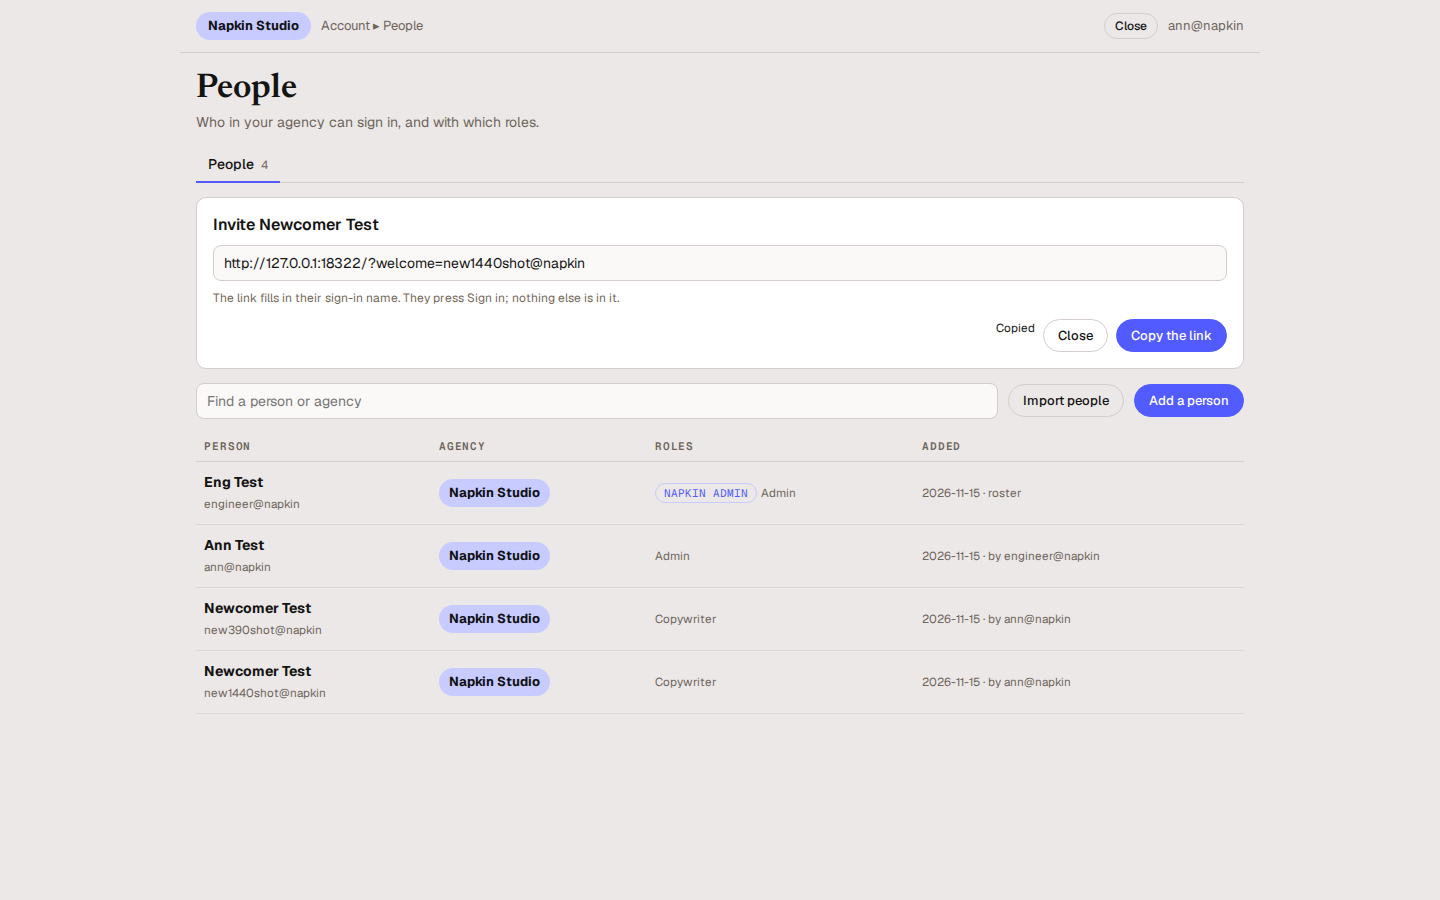 Napkin Studio Account ▸ People Close ann@napkin
People
Who in your agency can sign in, and with which roles.
People 4
Invite Newcomer Test
http://127.0.0.1:18322/?welcome=new1440shot@napkin
The link fills in their sign-in name. They press Sign in; nothing else is in it.
Copied Close Copy the link
Find a person or agency Import people Add a person
PERSON AGENCY ROLES ADDED
Eng Test
engineer@napkin
Napkin Studio NAPKIN ADMIN Admin 2026-11-15 · roster
Ann Test
ann@napkin
Napkin Studio Admin 2026-11-15 · by engineer@napkin
Newcomer Test
new390shot@napkin
Napkin Studio Copywriter 2026-11-15 · by ann@napkin
Newcomer Test
new1440shot@napkin
Napkin Studio Copywriter 2026-11-15 · by ann@napkin